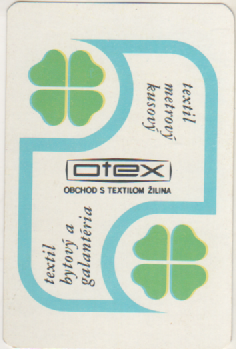 textil
metrový
kusový
otex
OBCHOD S TEXTILOM ŽILINA
textil
bytový a
galantéria